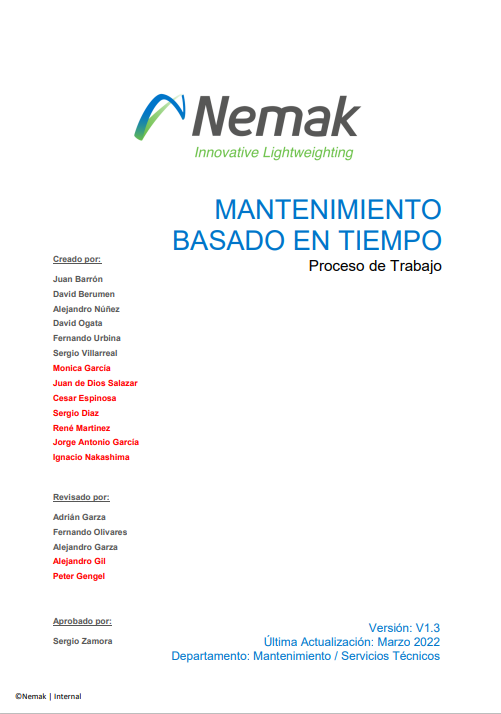 Nemak
Innovative Lightweighting
MANTENIMIENTO
BASADO EN TIEMPO
Proceso de Trabajo
Creado por:
Juan Barrón
David Berumen
Alejandro Núñez
David Ogata
Fernando Urbina
Sergio Villarreal
Monica García
Juan de Dios Salazar
Cesar Espinosa
Sergio Díaz
René Martinez
Jorge Antonio García
Ignacio Nakashima
Revisado por:
Adrián Garza
Fernando Olivares
Alejandro Garza
Alejandro Gil
Peter Gengel
Aprobado por:
Sergio Zamora
Versión: V1.3
Última Actualización: Marzo 2022
Departamento: Mantenimiento / Servicios Técnicos
©Nemak | Internal